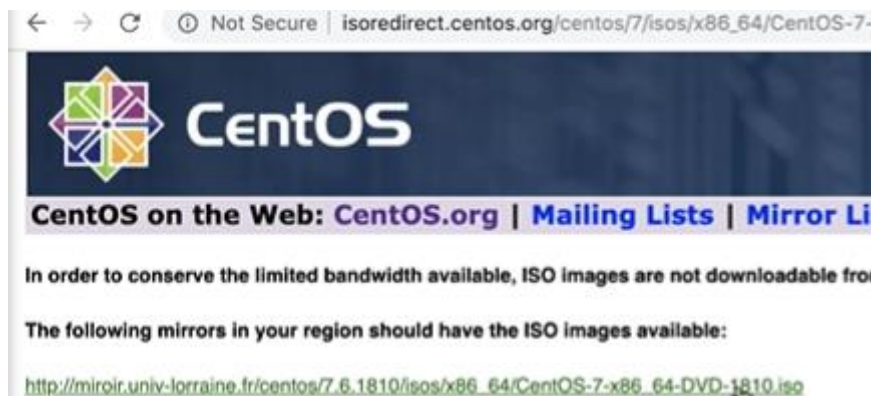 Not Secure | isoredirect.centos.org/centos/7/isos/x86_64/CentOS-7-
CentOS
CentOS on the Web: CentOS.org | Mailing Lists | Mirror Li
In order to conserve the limited bandwidth available, ISO images are not downloadable fro
The following mirrors in your region should have the ISO images available:
http://miroir.univ-lorraine.fr/centos/7.6.1810/isos/x86_64/CentOS-7-x86_64-DVD-1810.iso